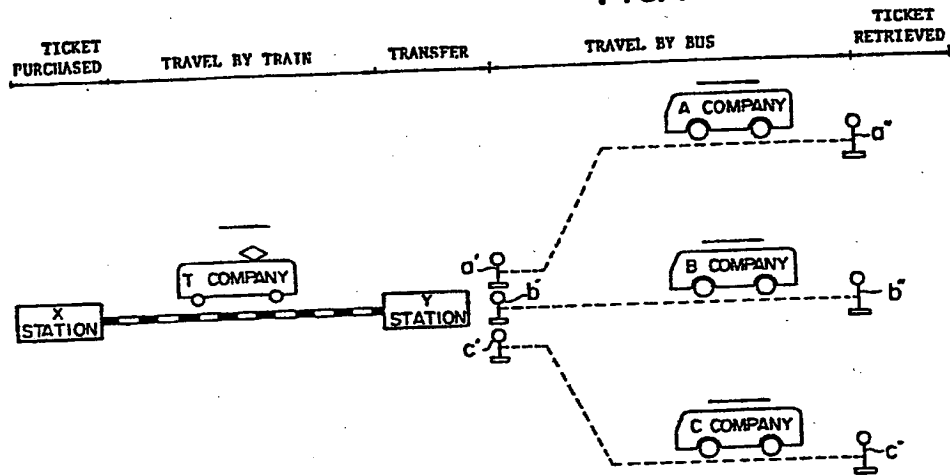 TICKET PURCHASED
TRAVEL BY TRAIN
TRANSFER
TRAVEL BY BUS
TICKET RETRIEVED
A COMPANY
a"
T COMPANY
X STATION
Y STATION
a'
b'
c'
B COMPANY
b"
C COMPANY
c"